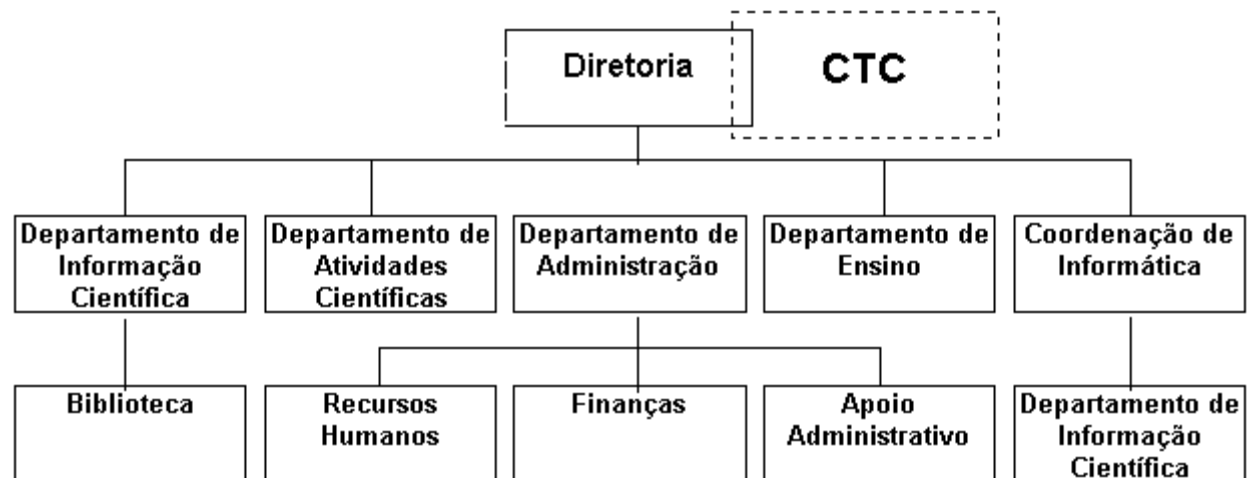 Diretoria
CTC
Departamento de
Informação
Científica
Departamento de
Atividades
Científicas
Departamento de
Administração
Departamento de
Ensino
Coordenação de
Informática
Biblioteca
Recursos
Humanos
Finanças
Apoio
Administrativo
Departamento de
Informação
Científica